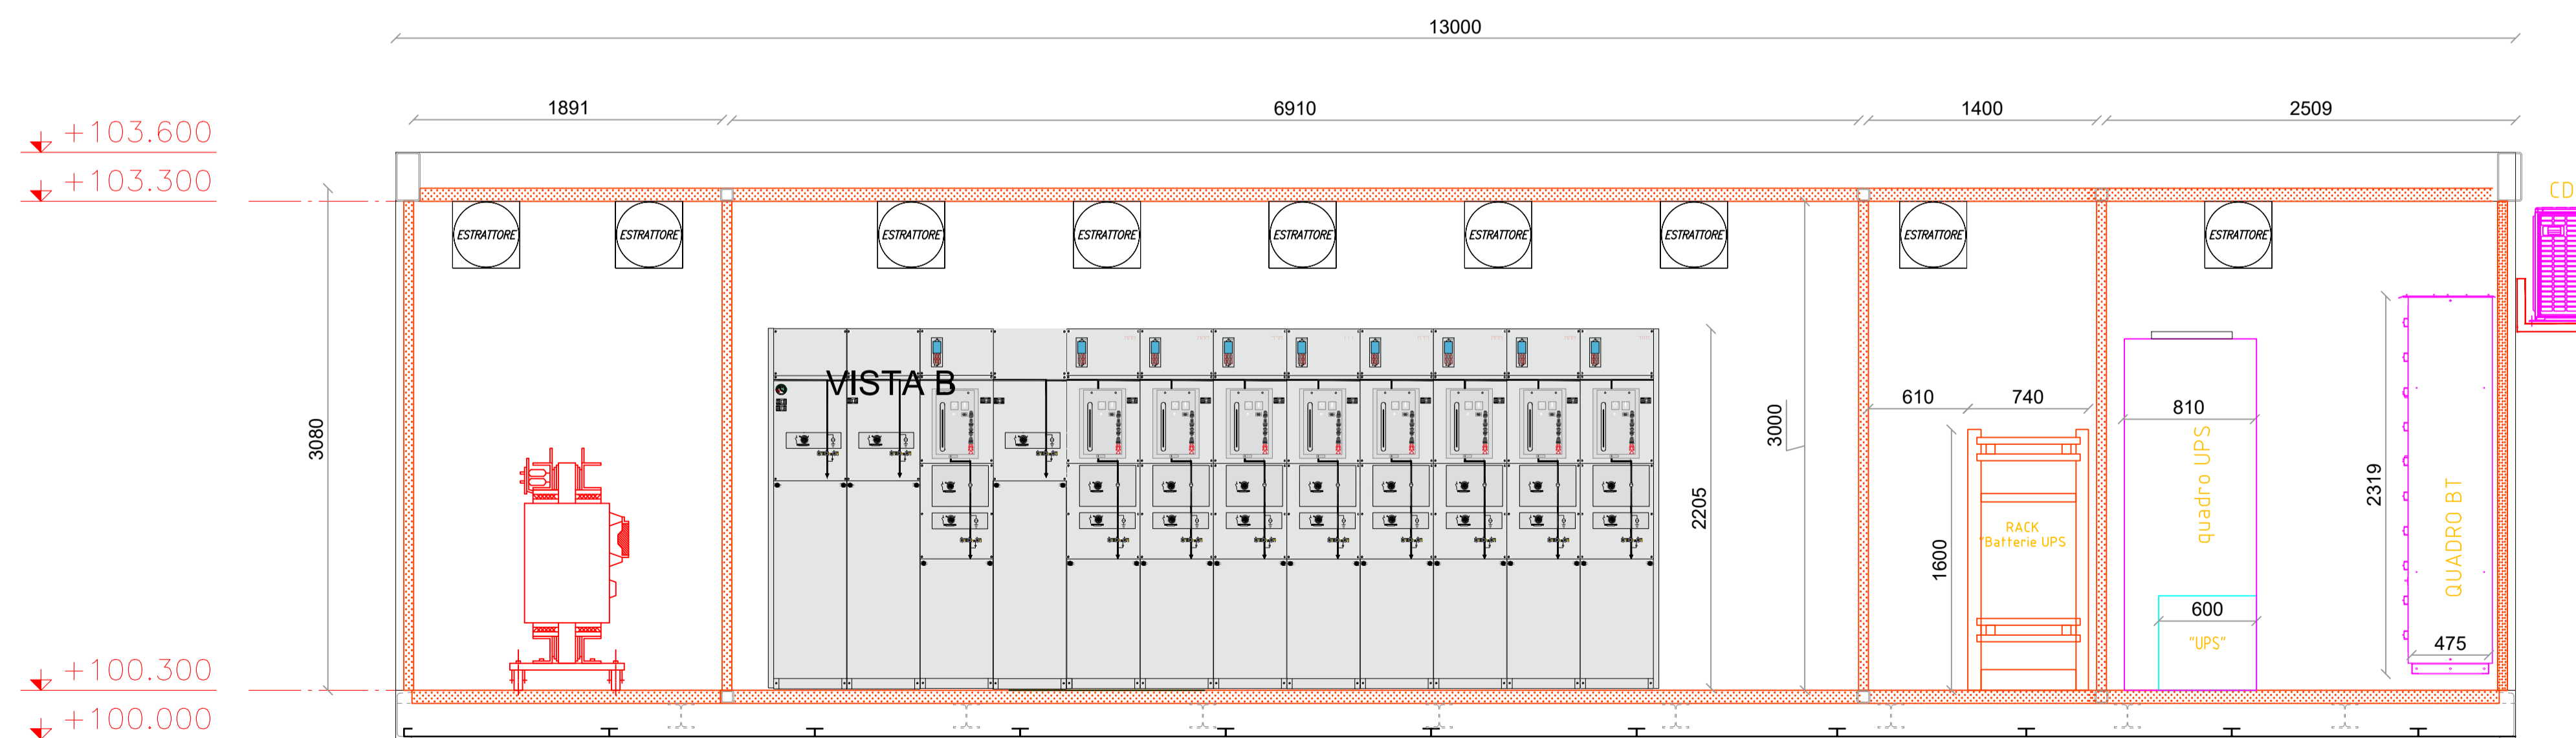 13000
1891
6910
1400
2509
+103.600
+103.300
CD
ESTRATTORE
ESTRATTORE
ESTRATTORE
ESTRATTORE
ESTRATTORE
ESTRATTORE
ESTRATTORE
ESTRATTORE
ESTRATTORE
VISTA B
610
740
810
3080
3000
2205
1600
2319
quadro UPS
QUADRO BT
RACK
"Batterie UPS
600
"UPS"
475
+100.300
+100.000